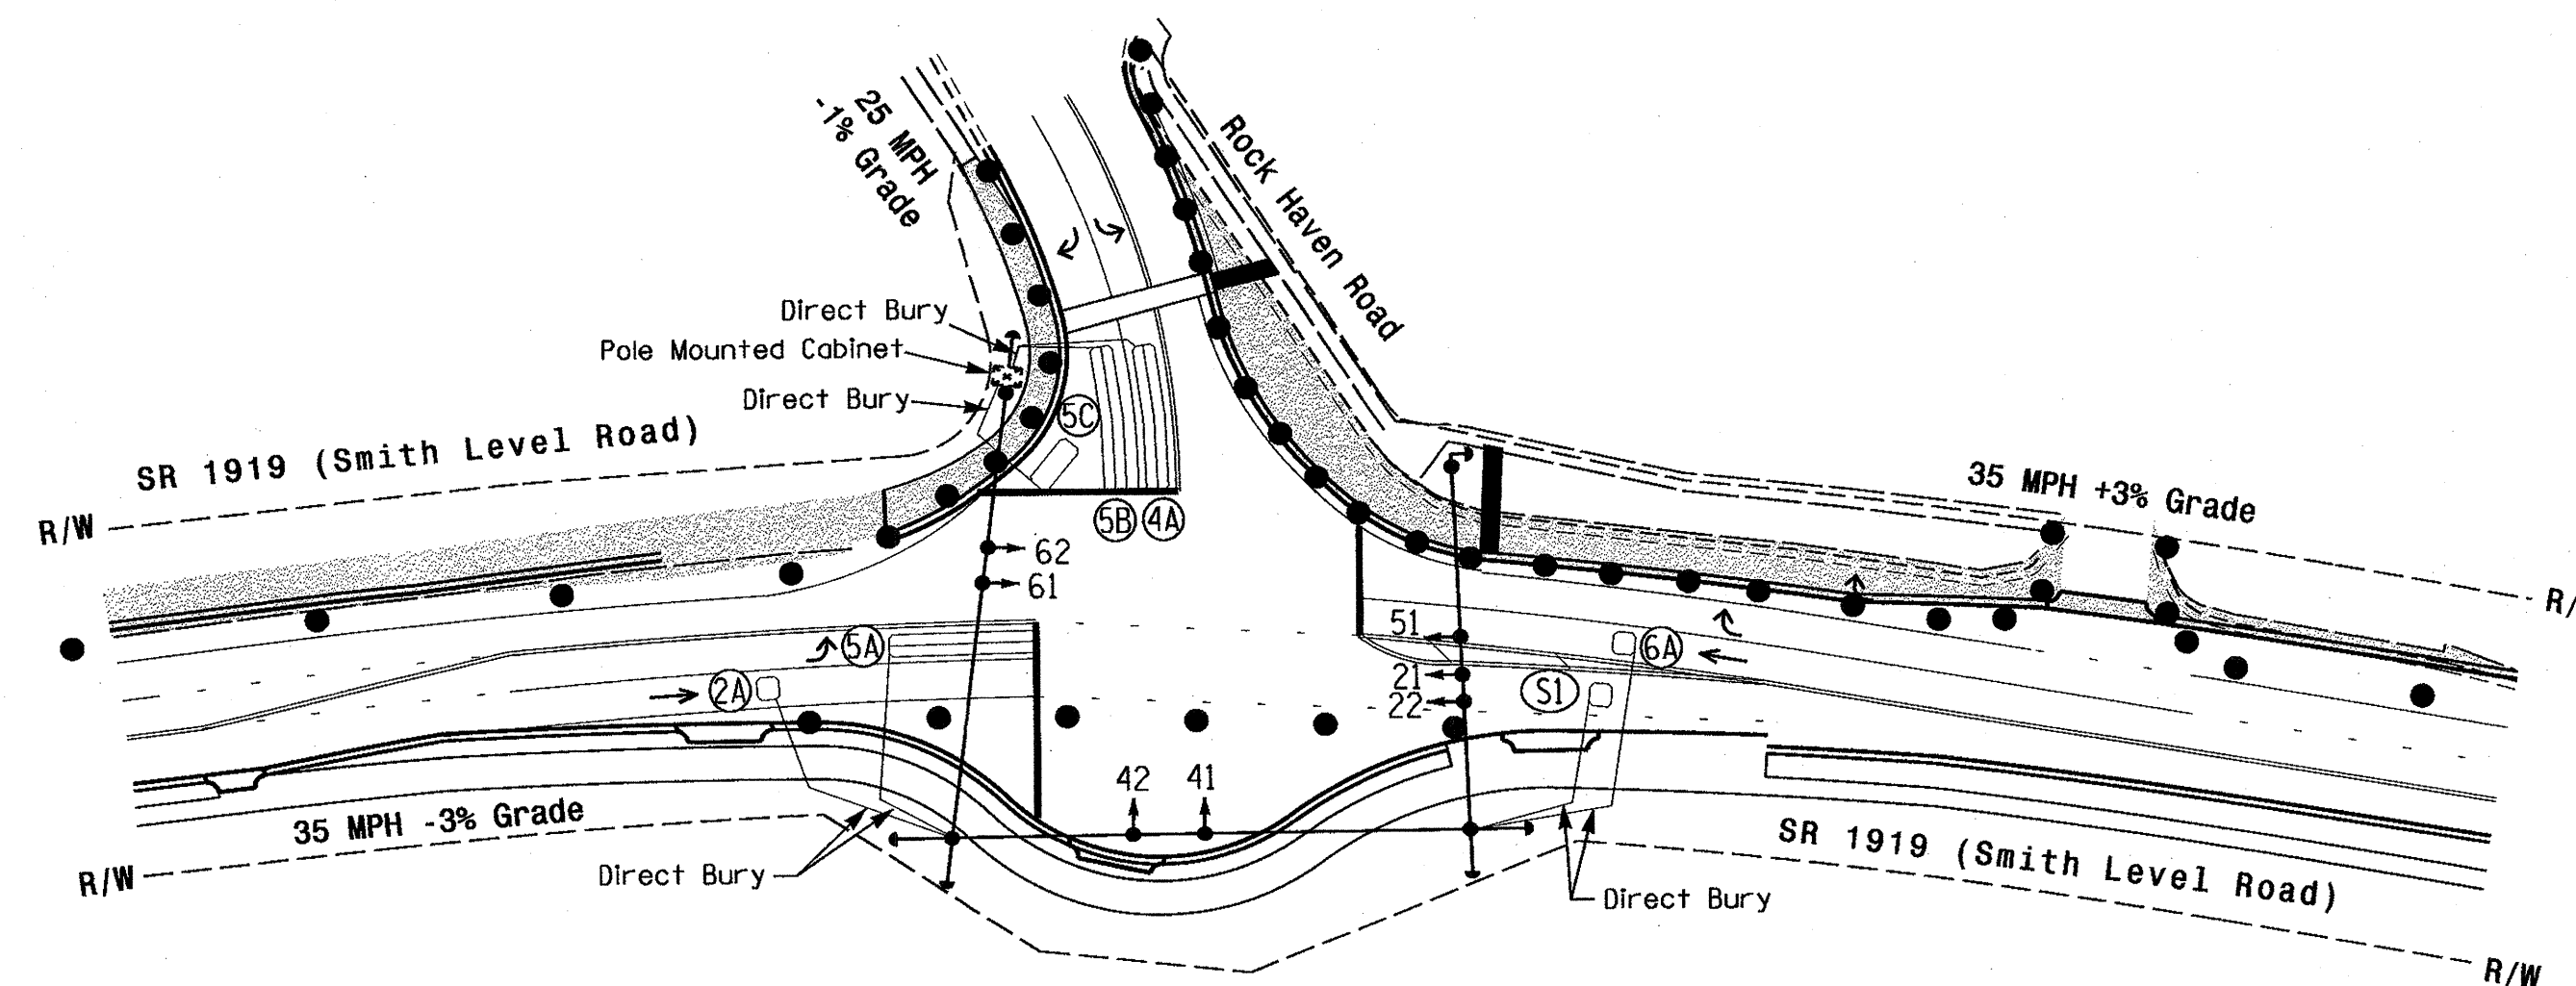 25 MPH
-1% Grade
Rock Haven Road
Direct Bury
Pole Mounted Cabinet
Direct Bury
5C
SR 1919 (Smith Level Road)
R/W
35 MPH +3% Grade
5B
4A
62
61
R/
51
5A
6A
2A
21
S1
22
42
41
35 MPH -3% Grade
SR 1919 (Smith Level Road)
R/W
Direct Bury
Direct Bury
R/W